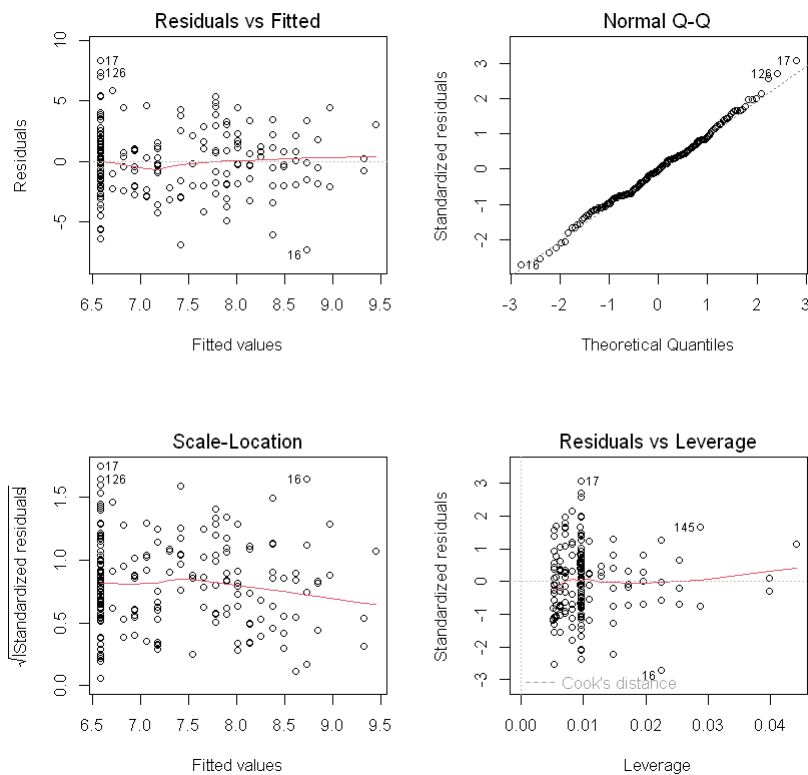 Residuals vs Fitted
10
5
0
-5
Residuals
17
126
16
6.5 7.0 7.5 8.0 8.5 9.0 9.5
Fitted values
Normal Q-Q
3
2
1
0
-1
-2
Standardized residuals
17
126
16
-3 -2 -1 0 1 2 3
Theoretical Quantiles
Scale-Location
1.5
1.0
0.5
0.0
√|Standardized residuals|
17
126
16
6.5 7.0 7.5 8.0 8.5 9.0 9.5
Fitted values
Residuals vs Leverage
3
2
1
0
-1
-2
-3
Standardized residuals
17
145
16
Cook's distance
0.00 0.01 0.02 0.03 0.04
Leverage